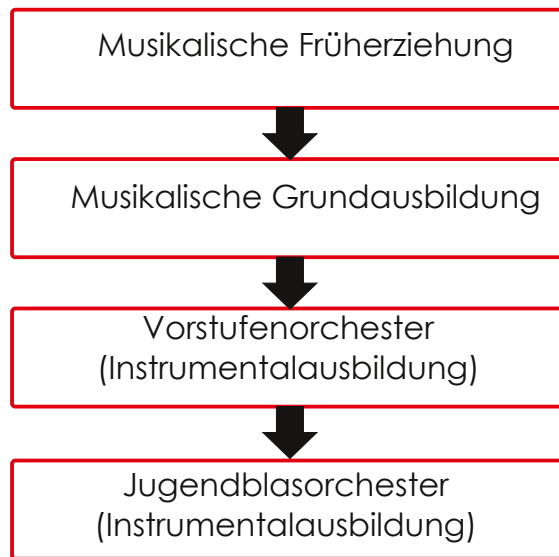 Musikalische Früherziehung
Musikalische Grundausbildung
Vorstufenorchester
(Instrumentalausbildung)
Jugendblasorchester
(Instrumentalausbildung)